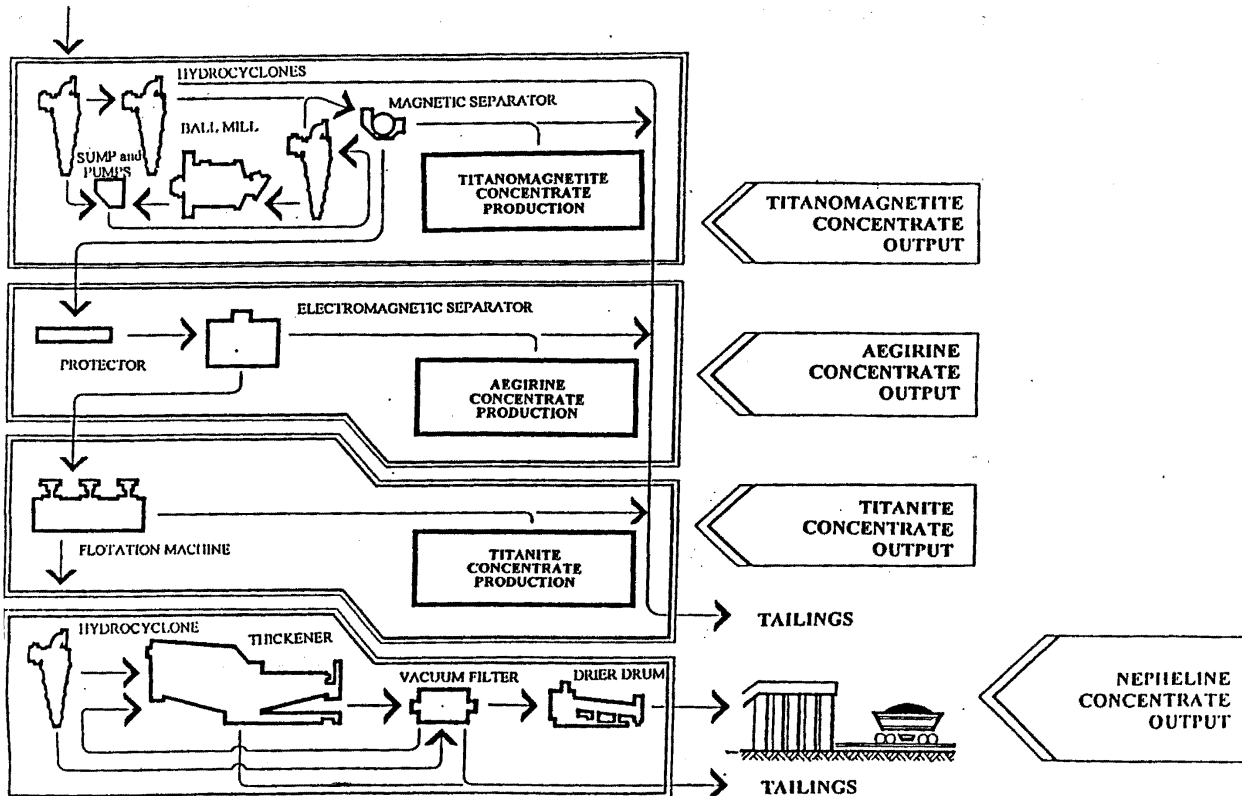 HYDROCYCLONES
MAGNETIC SEPARATOR
BALL MILL
SUMP and
PUMPS
TITANOMAGNETITE
CONCENTRATE
PRODUCTION
TITANOMAGNETITE
CONCENTRATE
OUTPUT
ELECTROMAGNETIC SEPARATOR
PROTECTOR
AEGIRINE
CONCENTRATE
PRODUCTION
AEGIRINE
CONCENTRATE
OUTPUT
FLOTATION MACHINE
TITANITE
CONCENTRATE
PRODUCTION
TITANITE
CONCENTRATE
OUTPUT
TAILINGS
HYDROCYCLONE
THICKENER
VACUUM FILTER
DRIER DRUM
NEPHELINE
CONCENTRATE
OUTPUT
TAILINGS